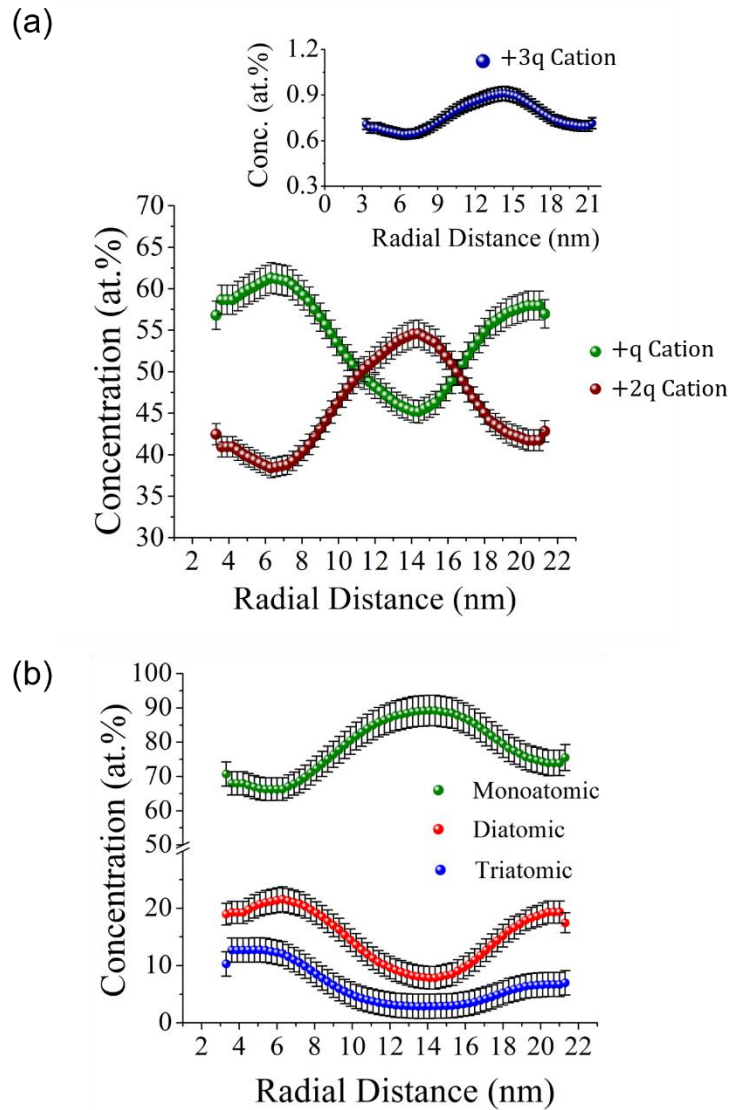 (a)
+3q Cation
Conc. (at.%)
1.2
0.9
0.6
0.3
0 3 6 9 12 15 18 21
Radial Distance (nm)
Concentration (at.%)
70
65
60
55
50
45
40
35
30
+q Cation
+2q Cation
2 4 6 8 10 12 14 16 18 20 22
Radial Distance (nm)
(b)
Concentration (at.%)
100
90
80
70
60
50
20
10
0
Monoatomic
Diatomic
Triatomic
2 4 6 8 10 12 14 16 18 20 22
Radial Distance (nm)